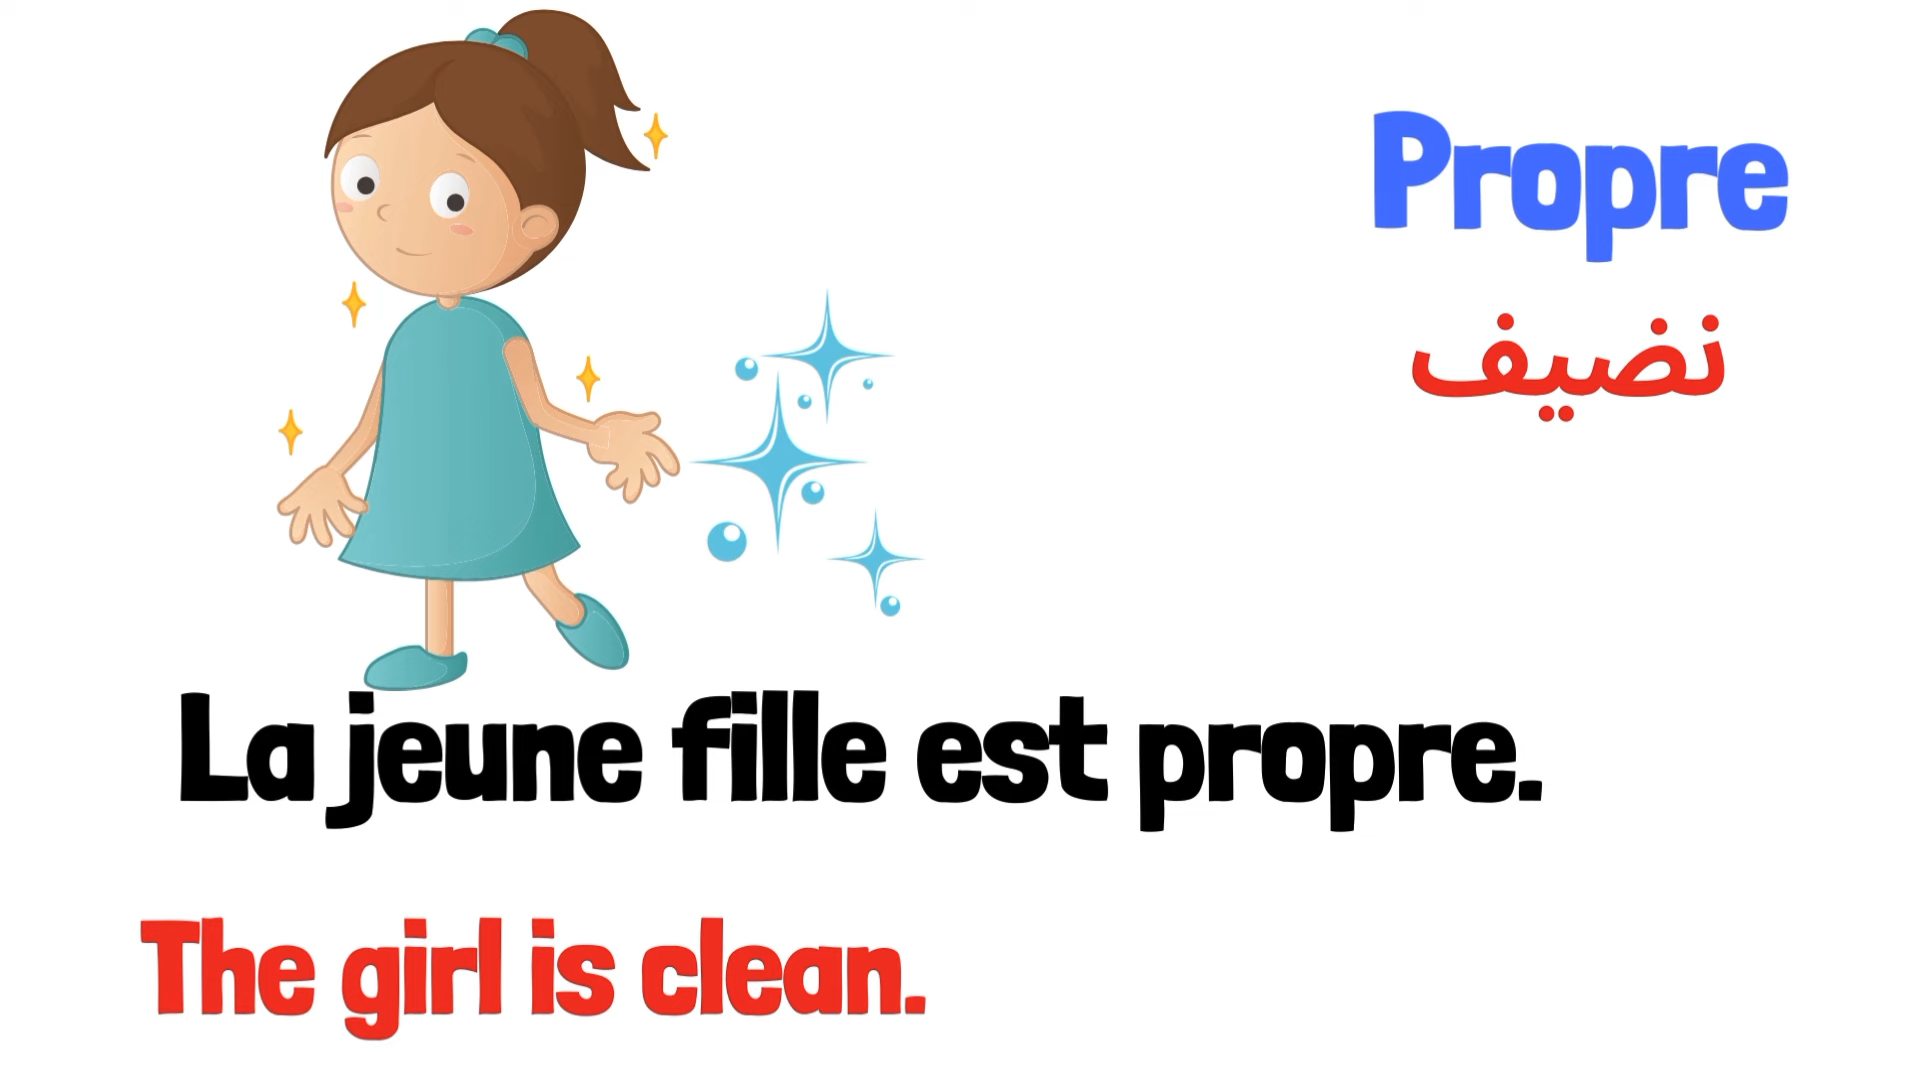 Propre
نضيف
La jeune fille est propre.
The girl is clean.